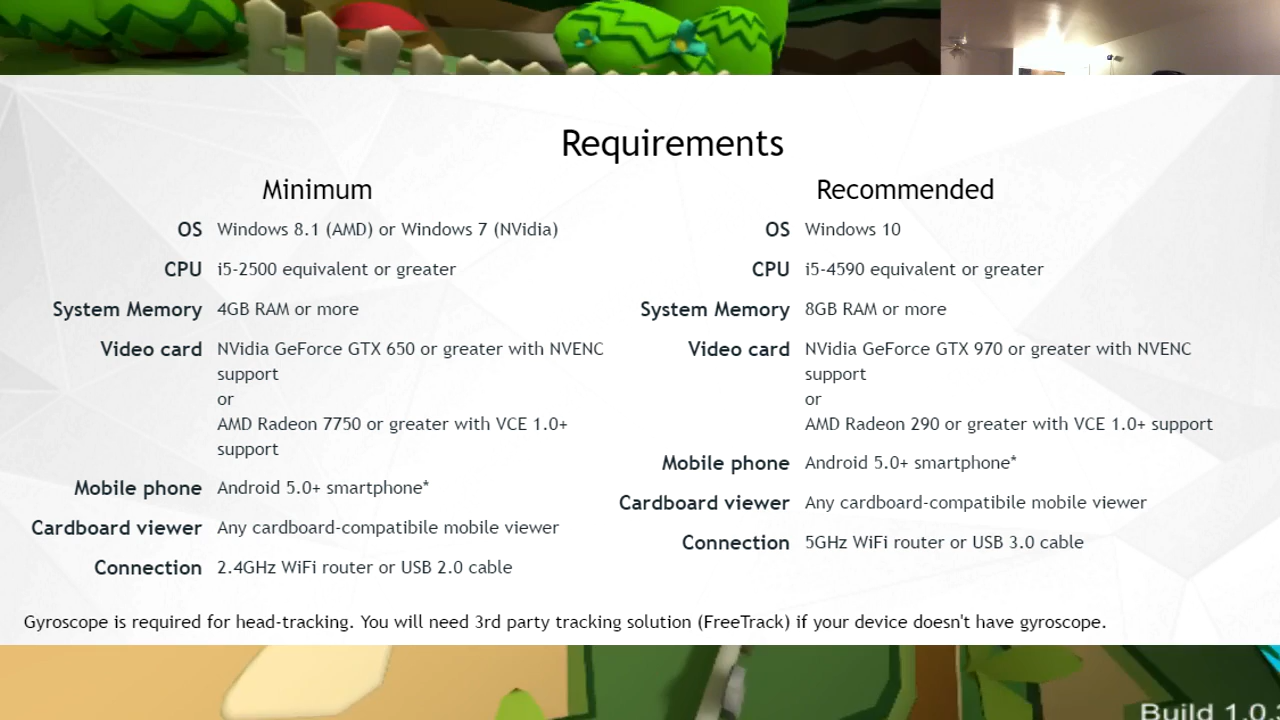 Requirements
Minimum
OS Windows 8.1 (AMD) or Windows 7 (NVidia)
CPU i5-2500 equivalent or greater
System Memory 4GB RAM or more
Video card NVidia GeForce GTX 650 or greater with NVENC
support
or
AMD Radeon 7750 or greater with VCE 1.0+
support
Mobile phone Android 5.0+ smartphone*
Cardboard viewer Any cardboard-compatibile mobile viewer
Connection 2.4GHz WiFi router or USB 2.0 cable
Recommended
OS Windows 10
CPU i5-4590 equivalent or greater
System Memory 8GB RAM or more
Video card NVidia GeForce GTX 970 or greater with NVENC
support
or
AMD Radeon 290 or greater with VCE 1.0+ support
Mobile phone Android 5.0+ smartphone*
Cardboard viewer Any cardboard-compatibile mobile viewer
Connection 5GHz WiFi router or USB 3.0 cable
Gyroscope is required for head-tracking. You will need 3rd party tracking solution (FreeTrack) if your device doesn't have gyroscope.
Build 1.0